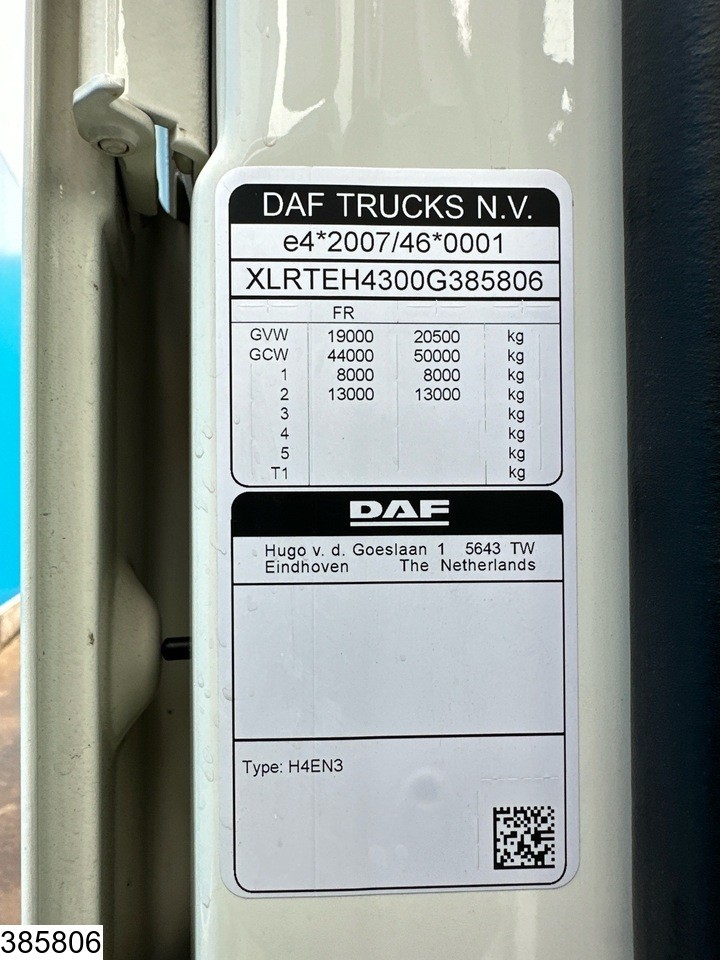 DAF TRUCKS N.V.
e4*2007/46*0001
XLRTEH4300G385806
FR
GVW 19000 20500 kg
GCW 44000 50000 kg
1 8000 8000 kg
2 13000 13000 kg
3 kg
4 kg
5 kg
T1 kg
DAF
Hugo v. d. Goeslaan 1 5643 TW
Eindhoven The Netherlands
Type: H4EN3
385806